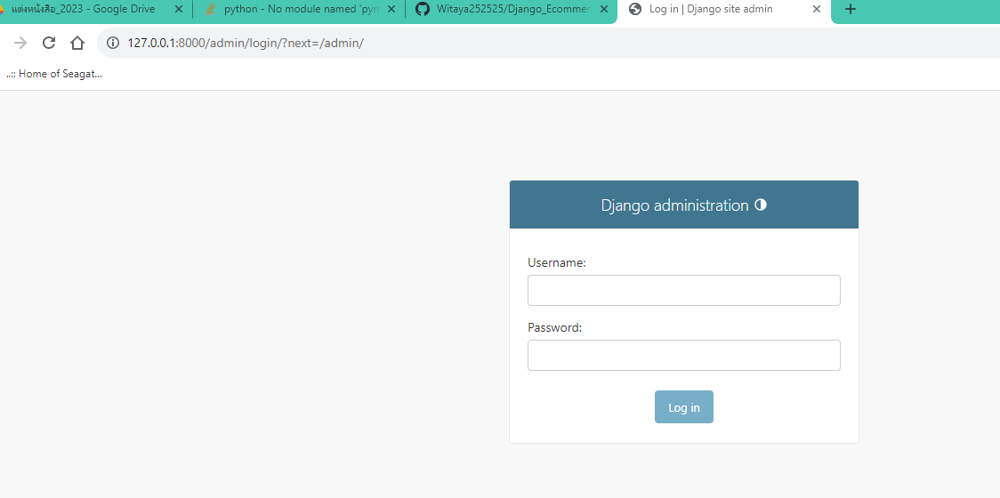 แต่งหนังสือ_2023 - Google Drive
python - No module named 'pym
Witaya252525/Django_Ecommer
Log in | Django site admin
127.0.0.1:8000/admin/login/?next=/admin/
..:: Home of Seagat...
Django administration
Username:
Password:
Log in